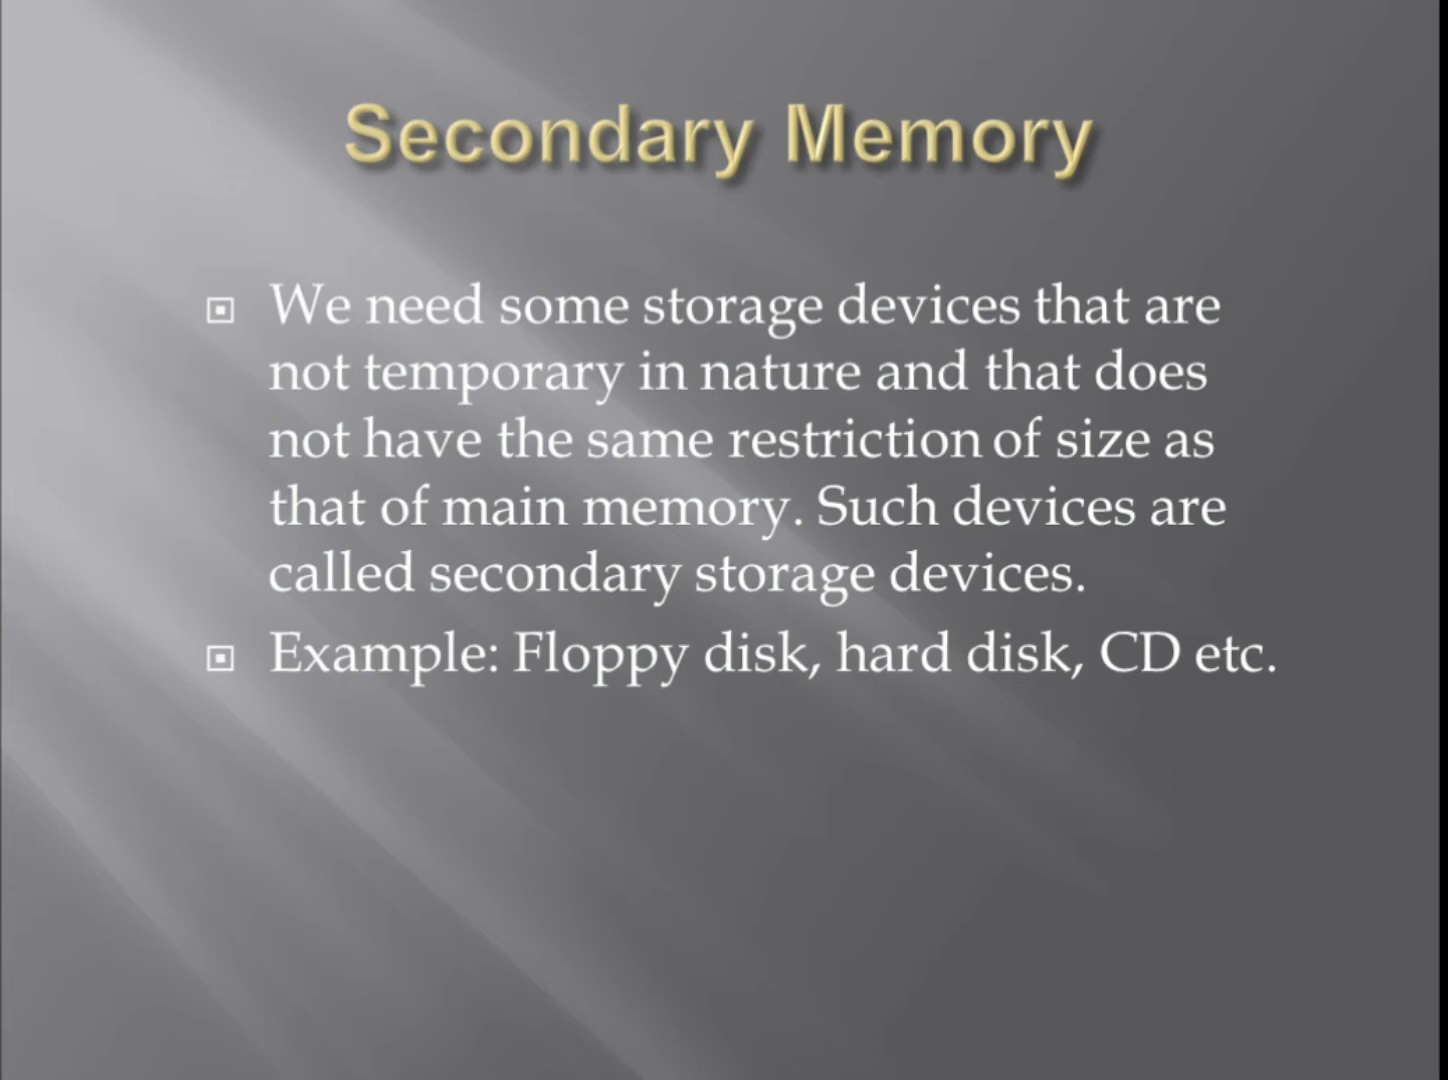 Secondary Memory
We need some storage devices that are
not temporary in nature and that does
not have the same restriction of size as
that of main memory. Such devices are
called secondary storage devices.
Example: Floppy disk, hard disk, CD etc.